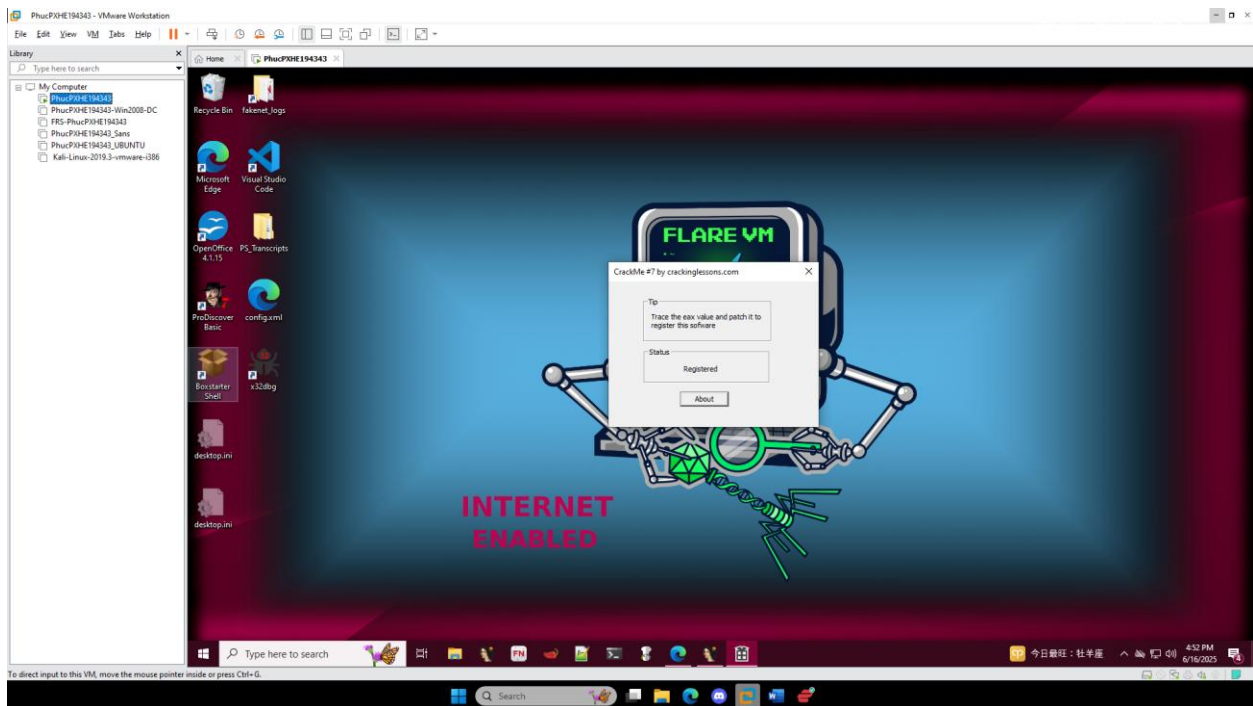 PhucPXHE194343 - VMware Workstation
File Edit View VM Tabs Help
Library
Type here to search
My Computer
PhucPXHE194343
PhucPXHE194343-Win2008-DC
FRS-PhucPXHE194343
PhucPXHE194343_Sans
PhucPXHE194343_UBUNTU
Kali-Linux-2019.3-vmware-i386
Home
PhucPXHE194343
Recycle Bin
fakenet_logs
Microsoft Edge
Visual Studio Code
OpenOffice 4.1.15
PS_Transcripts
ProDiscover Basic
config.xml
Boxstarter Shell
x32dbg
desktop.ini
desktop.ini
FLARE VM
CrackMe #7 by crackinglessons.com
Tip
Trace the eax value and patch it to
register this sofware
Status
Registered
About
INTERNET
ENABLED
Type here to search
FN
今日最旺：牡羊座
4:52 PM
6/16/2025
4
To direct input to this VM, move the mouse pointer inside or press Ctrl+G.
Search